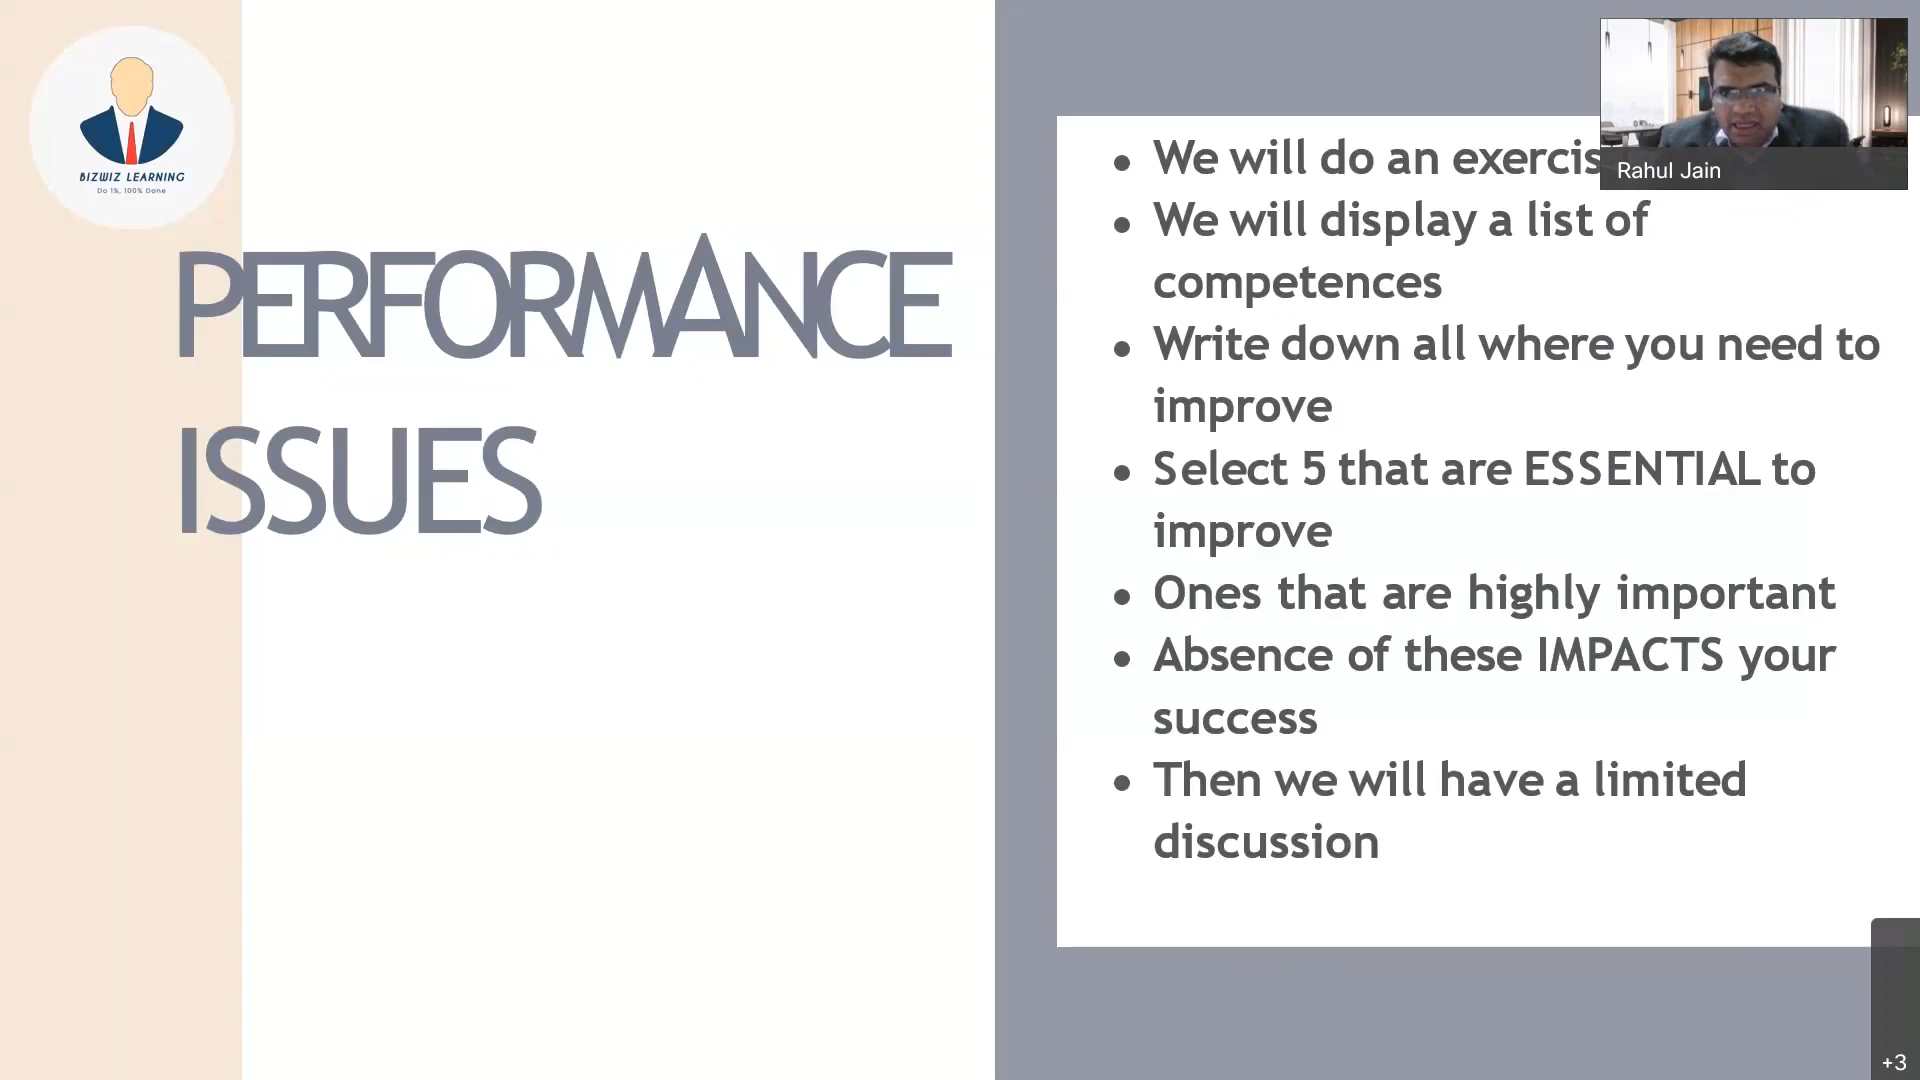 BIZWIZ LEARNING
Do 1%, 100% Done
PERFORMANCE
ISSUES
• We will do an
• We will display a list of
competences
• Write down all where you need to
improve
• Select 5 that are ESSENTIAL to
improve
• Ones that are highly important
• Absence of these IMPACTS your
success
• Then we will have a limited
discussion
Rahul Jain
+3